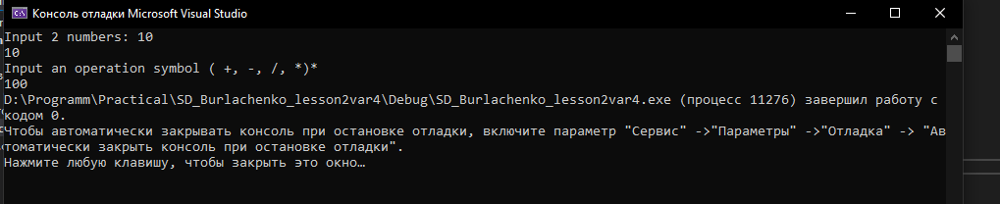 Консоль отладки Microsoft Visual Studio
Input 2 numbers: 10
10
Input an operation symbol ( +, -, /, *)*
100
D:\Programm\Practical\SD_Burlachenko_lesson2var4\Debug\SD_Burlachenko_lesson2var4.exe (процесс 11276) завершил работу с
кодом 0.
Чтобы автоматически закрывать консоль при остановке отладки, включите параметр "Сервис" ->"Параметры" ->"Отладка" -> "Ав
томатически закрыть консоль при остановке отладки".
Нажмите любую клавишу, чтобы закрыть это окно…